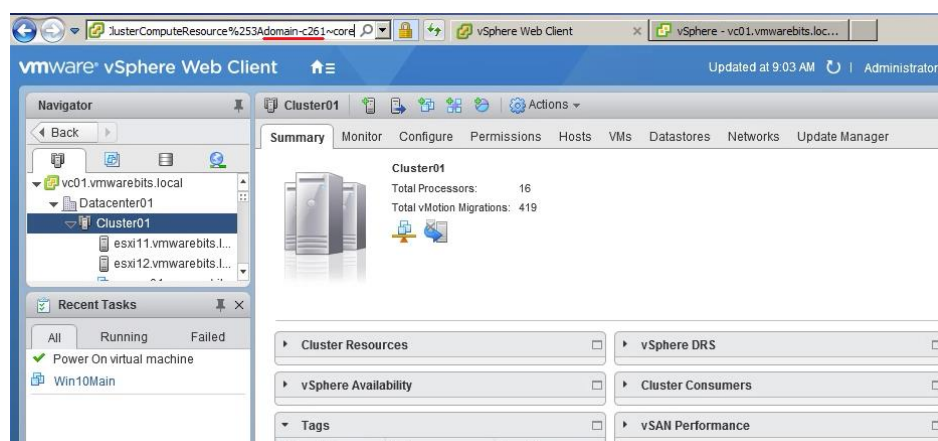 lusterComputeResource%253Adomain-c261~core
vSphere Web Client
vSphere - vc01.vmwarebits.loc...
vmware® vSphere Web Client
Updated at 9:03 AM
Administrator
Navigator
Back
vc01.vmwarebits.local
Datacenter01
Cluster01
esxi11.vmwarebits.l...
esxi12.vmwarebits.l...
Recent Tasks
All Running Failed
Power On virtual machine
Win10Main
Cluster01
Actions
Summary Monitor Configure Permissions Hosts VMs Datastores Networks Update Manager
Cluster01
Total Processors: 16
Total vMotion Migrations: 419
Cluster Resources
vSphere DRS
vSphere Availability
Cluster Consumers
Tags
vSAN Performance